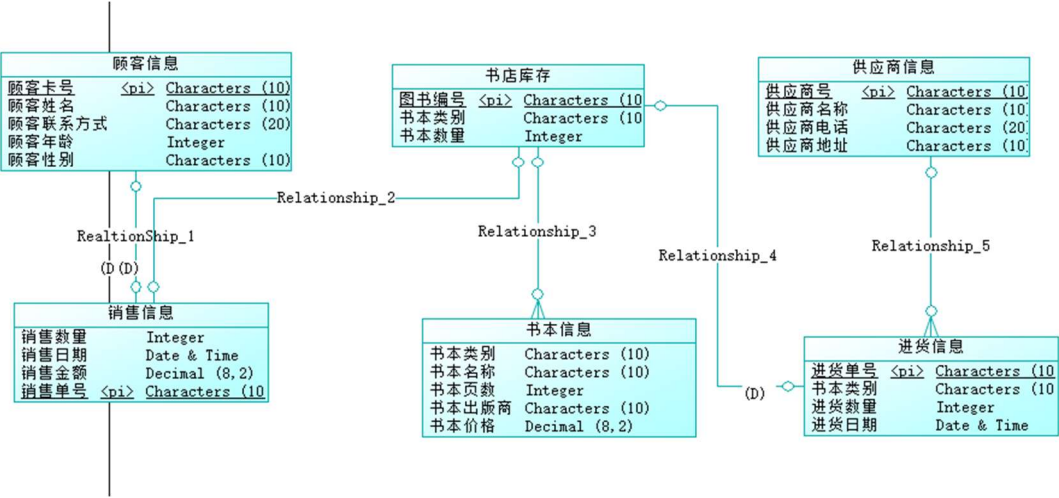 顾客信息
顾客卡号 <pi> Characters (10)
顾客姓名 Characters (10)
顾客联系方式 Characters (20)
顾客年龄 Integer
顾客性别 Characters (10)
书店库存
图书编号 <pi> Characters (10
书本类别 Characters (10
书本数量 Integer
供应商信息
供应商号 <pi> Characters (10)
供应商名称 Characters (10)
供应商电话 Characters (20)
供应商地址 Characters (10)
Relationship_2
RealtionShip_1
Relationship_3
Relationship_4
Relationship_5
(D(D)
销售信息
销售数量 Integer
销售日期 Date & Time
销售金额 Decimal (8,2)
销售单号 <pi> Characters (10
书本信息
书本类别 Characters (10)
书本名称 Characters (10)
书本页数 Integer
书本出版商 Characters (10)
书本价格 Decimal (8,2)
(D)
进货信息
进货单号 <pi> Characters (10
书本类别 Characters (10
进货数量 Integer
进货日期 Date & Time